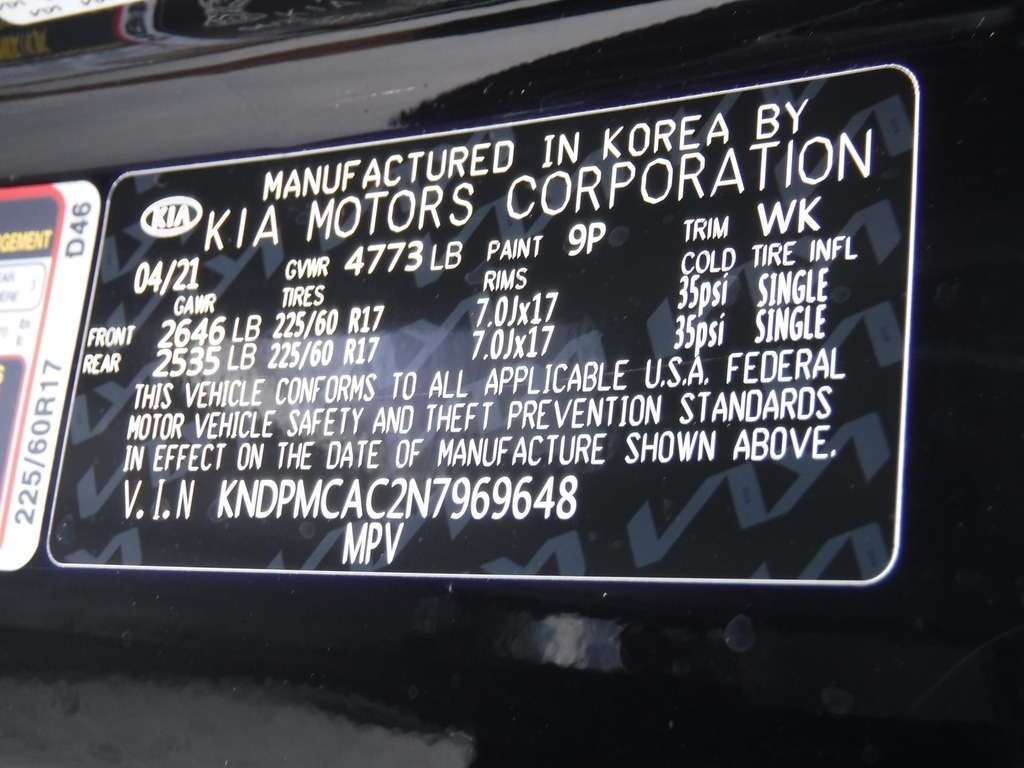 MANUFACTURED IN KOREA BY
KIA KIA MOTORS CORPORATION
04/21 GVWR 4773 LB PAINT 9P TRIM WK
GAWR TIRES RIMS COLD TIRE INFL
FRONT 2646 LB 225/60 R17 7.0Jx17 35psi SINGLE
REAR 2535 LB 225/60 R17 7.0Jx17 35psi SINGLE
THIS VEHICLE CONFORMS TO ALL APPLICABLE U.S.A. FEDERAL
MOTOR VEHICLE SAFETY AND THEFT PREVENTION STANDARDS
IN EFFECT ON THE DATE OF MANUFACTURE SHOWN ABOVE.
V.I.N KNDPMCAC2N7969648
MPV
225/60R17 D46